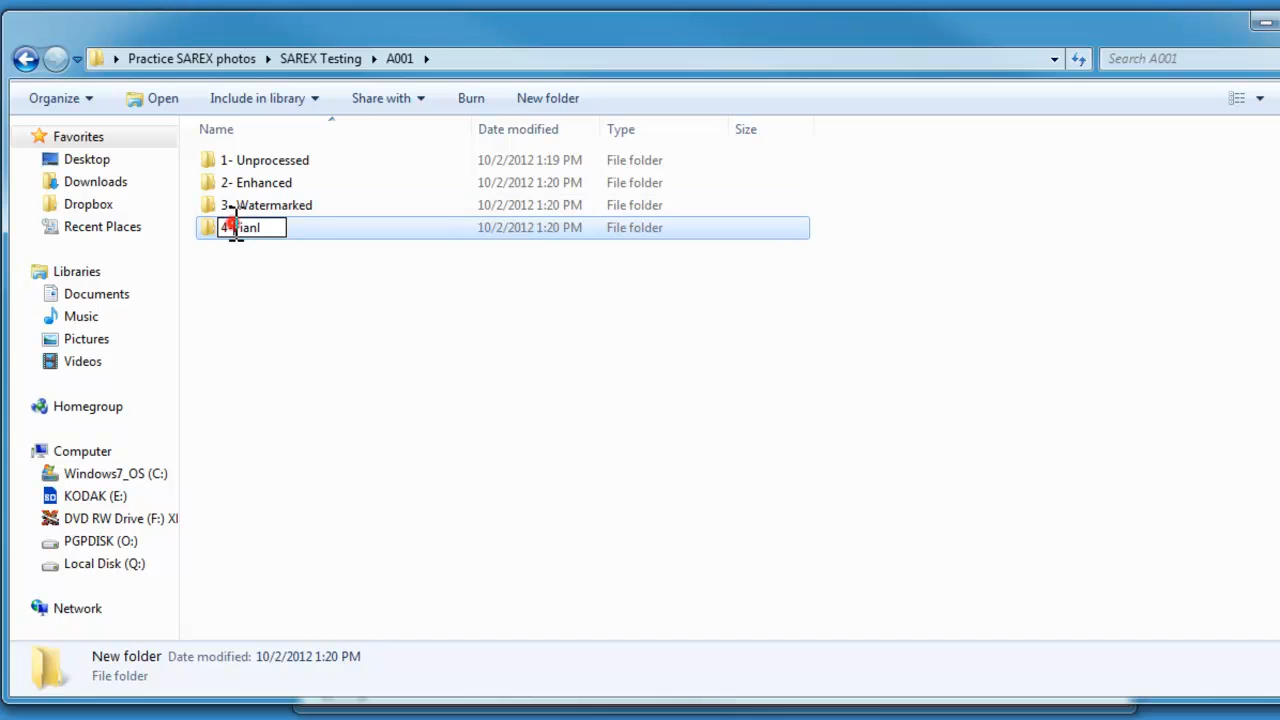 Practice SAREX photos SAREX Testing A001 Search A001
Organize Open Include in library Share with Burn New folder
Name Date modified Type Size
Favorites
Desktop
Downloads
Dropbox
Recent Places
Libraries
Documents
Music
Pictures
Videos
Homegroup
Computer
Windows7_OS (C:)
KODAK (E:)
DVD RW Drive (F:) XI
PGPDISK (O:)
Local Disk (Q:)
Network
1- Unprocessed 10/2/2012 1:19 PM File folder
2- Enhanced 10/2/2012 1:20 PM File folder
3- Watermarked 10/2/2012 1:20 PM File folder
10/2/2012 1:20 PM File folder
New folder Date modified: 10/2/2012 1:20 PM
File folder